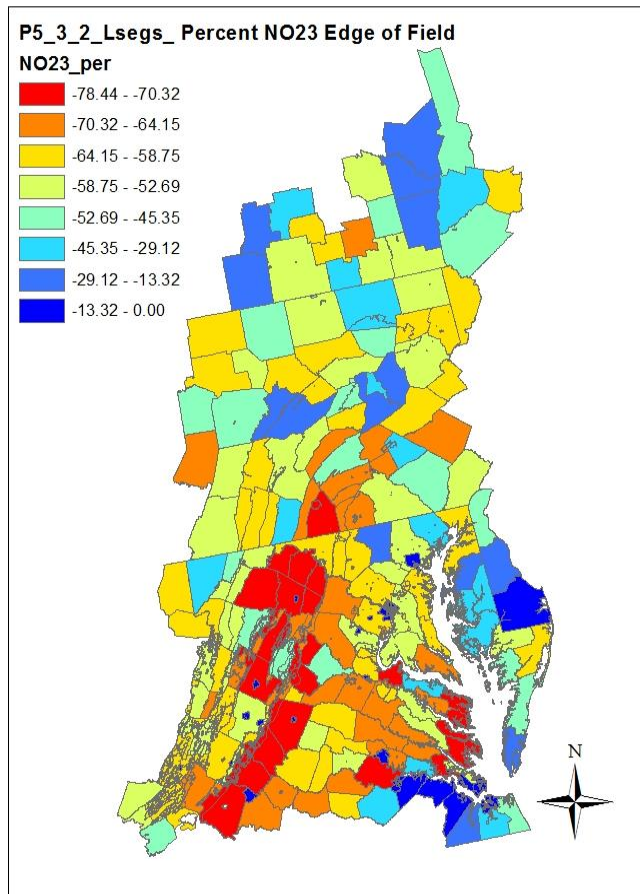 P5_3_2_Lsegs_ Percent NO23 Edge of Field
NO23_per
-78.44 - -70.32
-70.32 - -64.15
-64.15 - -58.75
-58.75 - -52.69
-52.69 - -45.35
-45.35 - -29.12
-29.12 - -13.32
-13.32 - 0.00
N